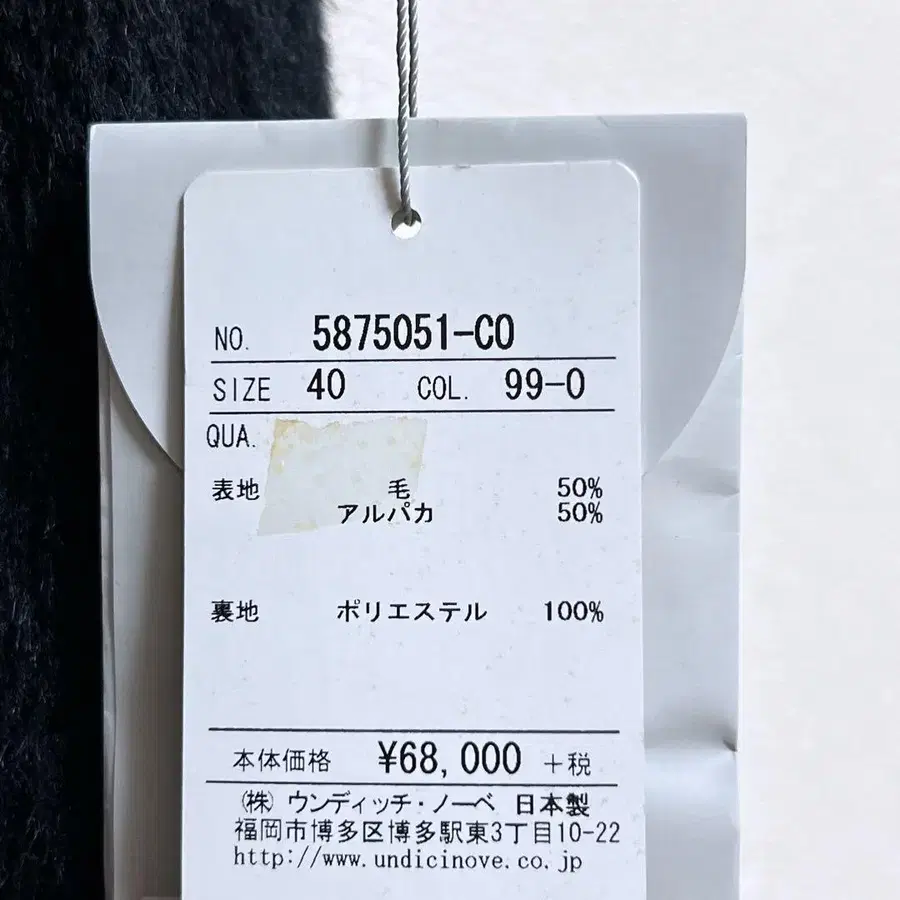 NO. 5875051-CO
SIZE 40 COL. 99-0
QUA.
表地 毛 50%
アルパカ 50%
裏地 ポリエステル 100%
本体価格 ¥68,000 +税
㈱ ウンディッチ・ノーベ 日本製
福岡市博多区博多駅東3丁目10-22
http://www.undicinove.co.jp